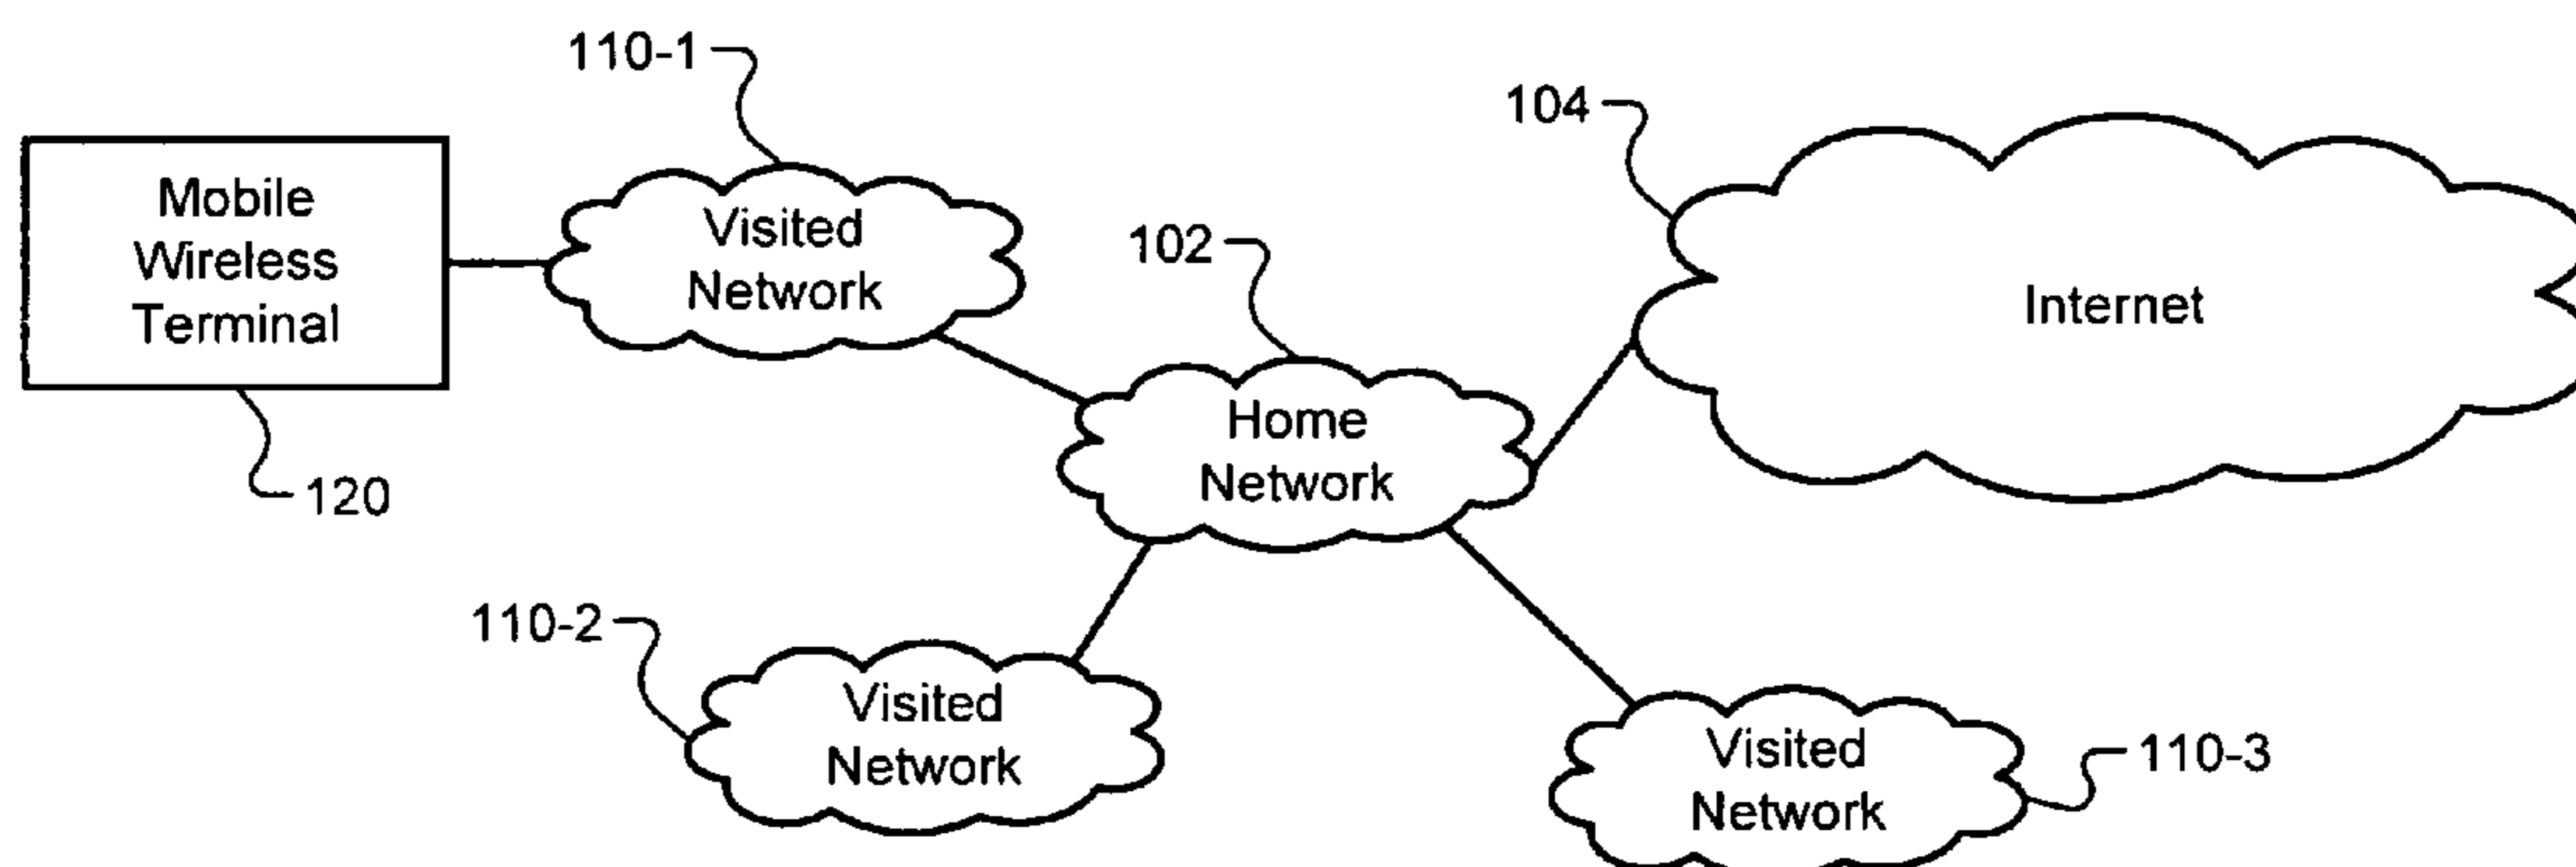 110-1
104
Mobile
Wireless
Terminal
Visited
Network
102
Internet
Home
Network
120
110-2
Visited
Network
Visited
Network
110-3